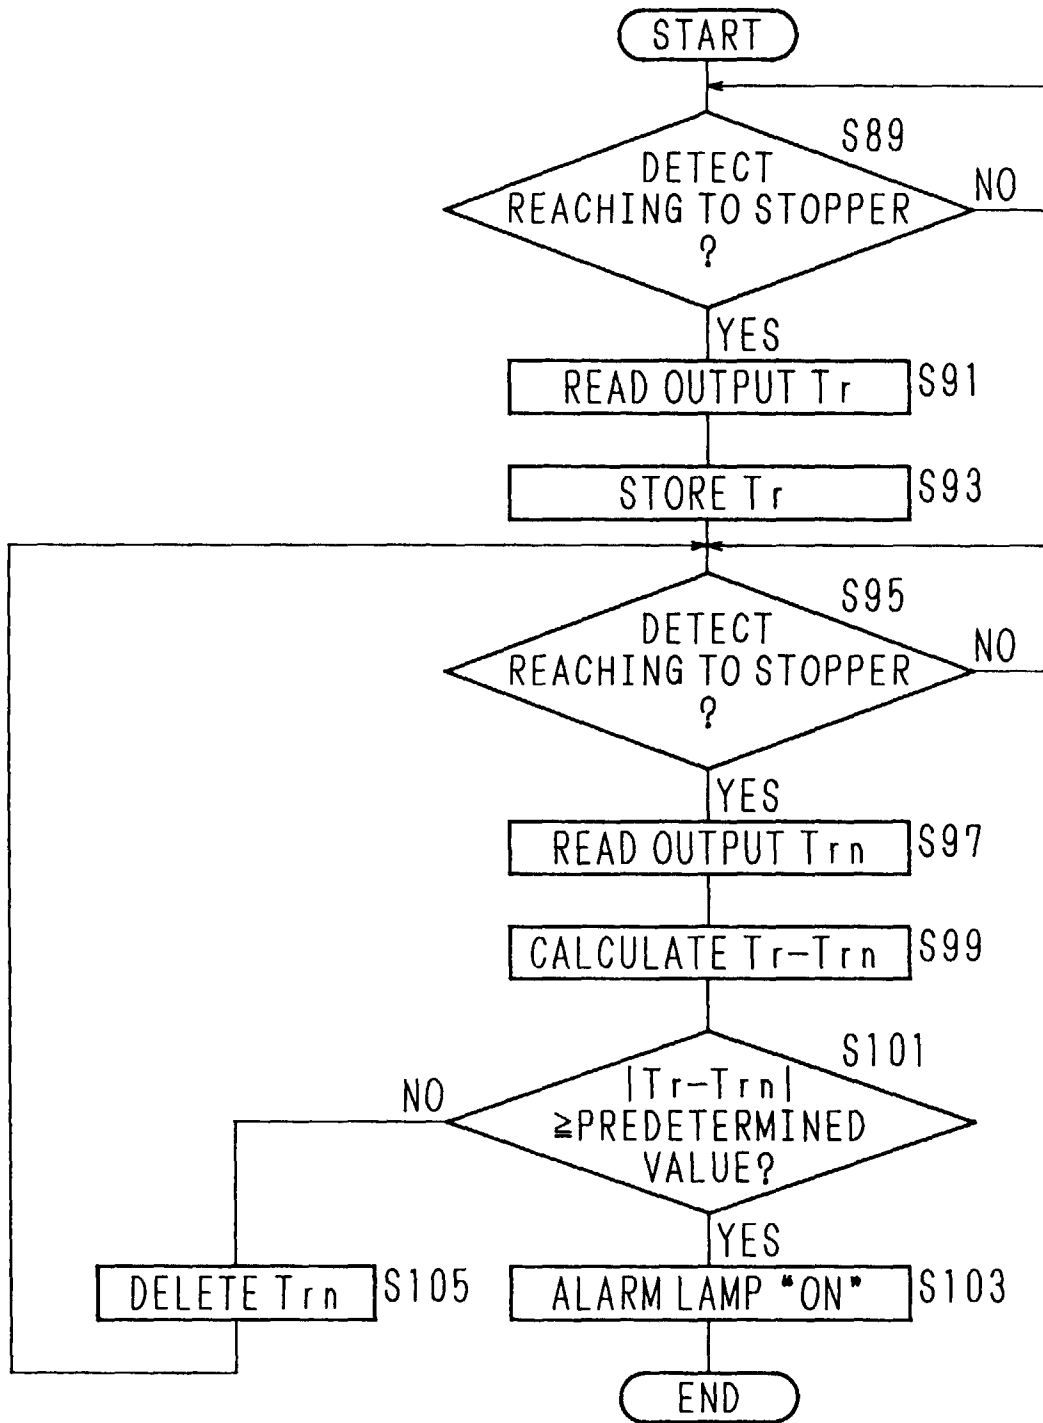 START
S89
DETECT
REACHING TO STOPPER
?
NO
YES
READ OUTPUT Tr
S91
STORE Tr
S93
S95
DETECT
REACHING TO STOPPER
?
NO
YES
READ OUTPUT Trn
S97
CALCULATE Tr-Trn
S99
S101
|Tr-Trn|
≧PREDETERMINED
VALUE?
NO
YES
DELETE Trn
S105
ALARM LAMP "ON"
S103
END